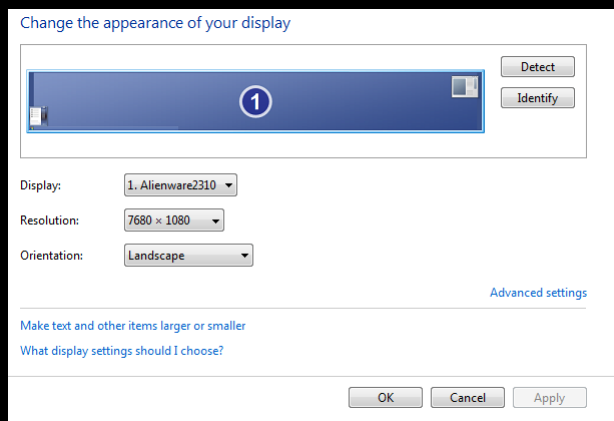 Change the appearance of your display
1
Detect
Identify
Display:
1. Alienware2310
Resolution:
7680 × 1080
Orientation:
Landscape
Advanced settings
Make text and other items larger or smaller
What display settings should I choose?
OK
Cancel
Apply